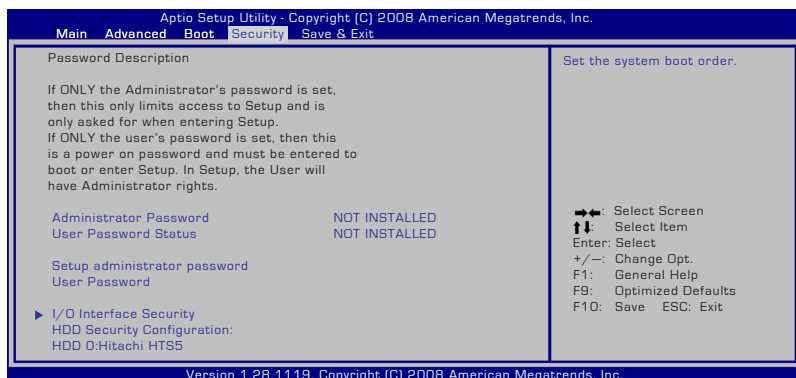 Aptio Setup Utility - Copyright (C) 2008 American Megatrends, Inc.
Main Advanced Boot Security Save & Exit
Password Description
If ONLY the Administrator's password is set,
then this only limits access to Setup and is
only asked for when entering Setup.
If ONLY the user's password is set, then this
is a power on password and must be entered to
boot or enter Setup. In Setup, the User will
have Administrator rights.
Administrator Password NOT INSTALLED
User Password Status NOT INSTALLED
Setup administrator password
User Password
I/O Interface Security
HDD Security Configuration:
HDD 0:Hitachi HTS5
Set the system boot order.
→←: Select Screen
↑↓: Select Item
Enter: Select
+/—: Change Opt.
F1: General Help
F9: Optimized Defaults
F10: Save ESC: Exit
Version 1.28.1119. Copyright (C) 2008 American Megatrends, Inc.